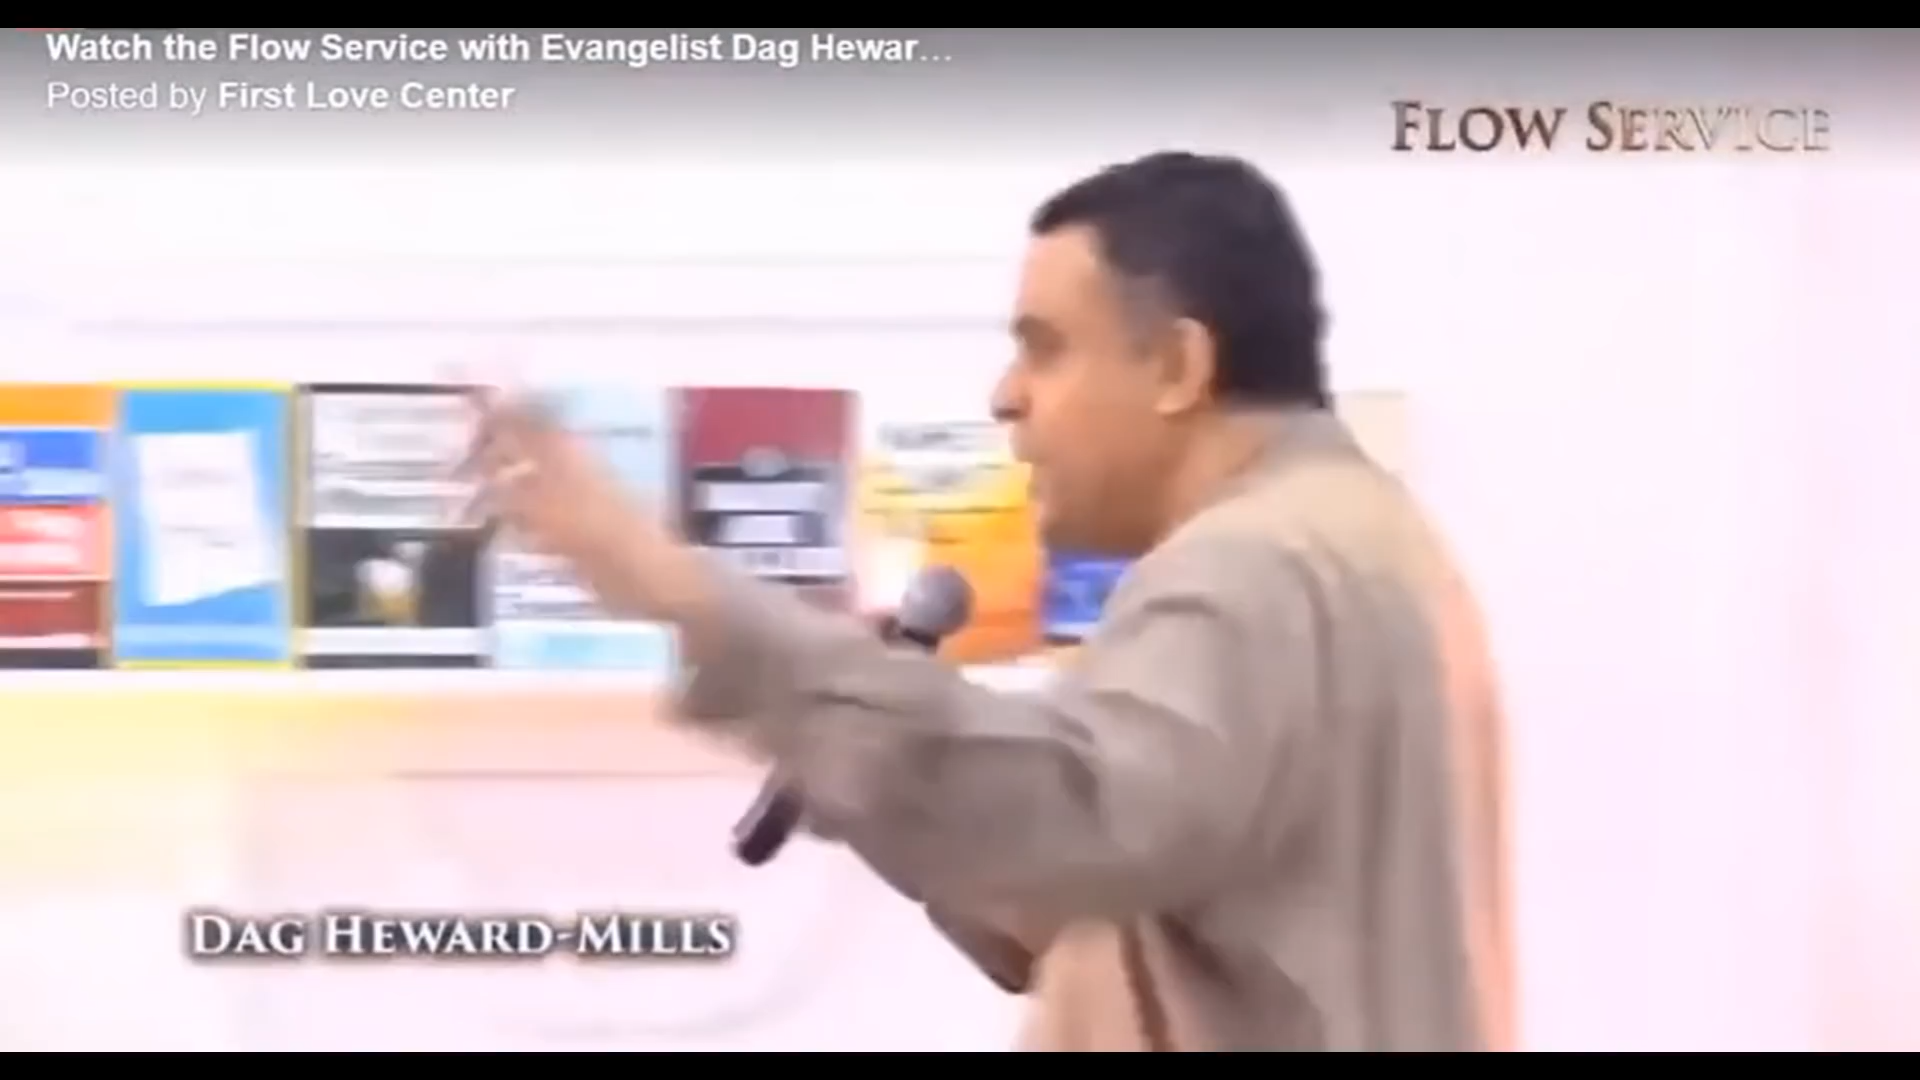 Watch the Flow Service with Evangelist Dag Hewar...
Posted by First Love Center
FLOW SERVICE
DAG HEWARD-MILLS